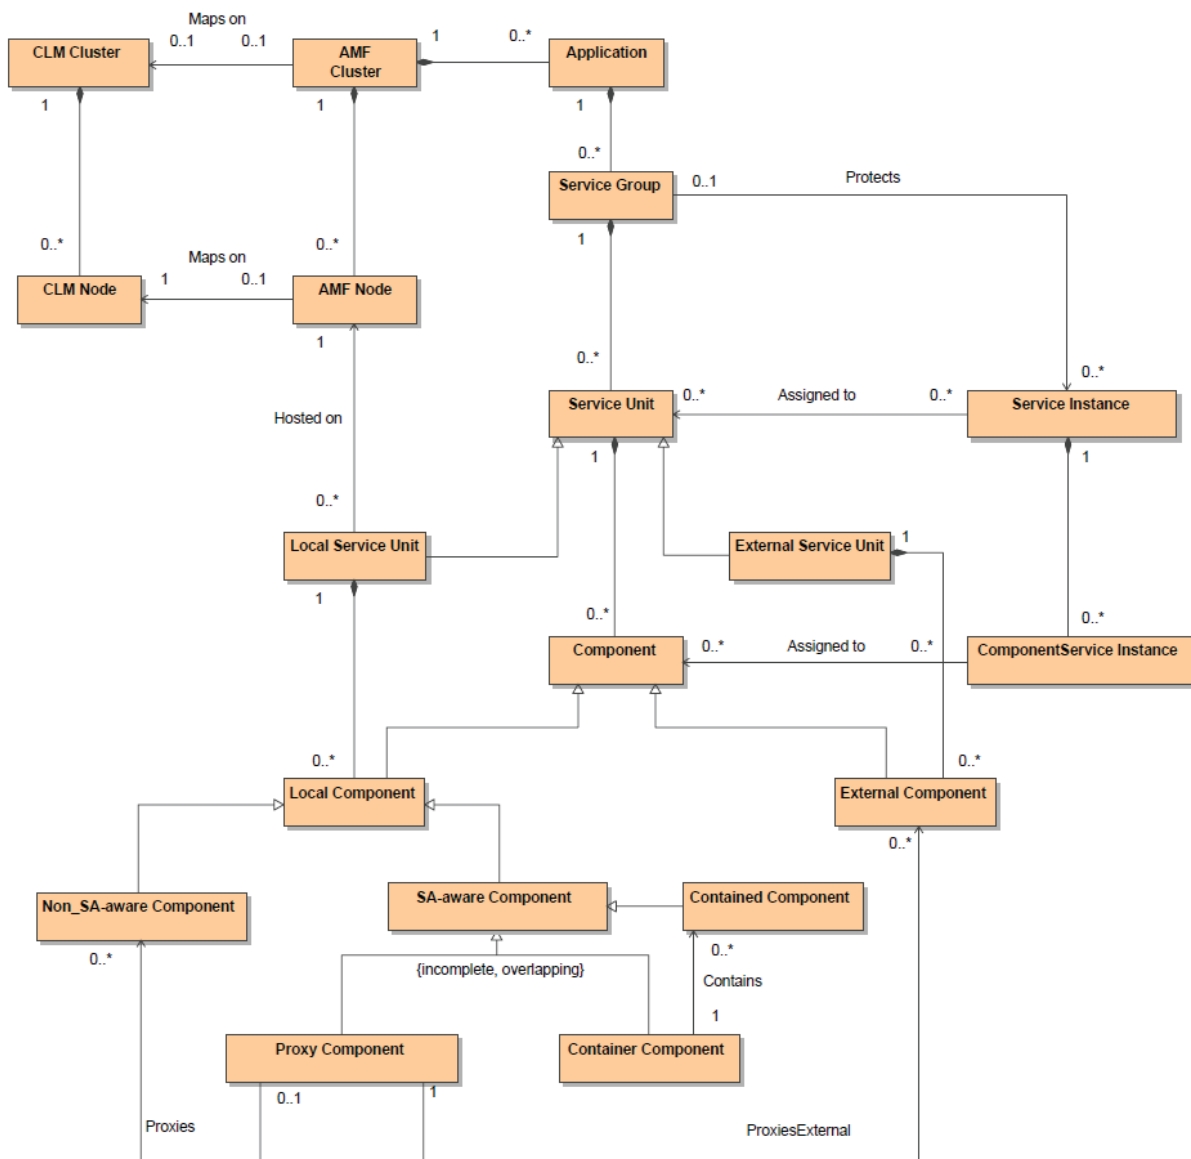 Maps on
1
0..*
CLM Cluster
0..1
0..1
AMF
Cluster
Application
1
1
1
0..*
Service Group
0..1
Protects
1
0..*
0..*
Maps on
CLM Node
1
0..1
AMF Node
1
0..*
0..*
Service Unit
0..*
Assigned to
0..*
Service Instance
Hosted on
1
1
0..*
Local Service Unit
External Service Unit
1
1
0..*
0..*
Component
0..*
Assigned to
0..*
ComponentService Instance
0..*
0..*
Local Component
External Component
0..*
Non_SA-aware Component
SA-aware Component
Contained Component
0..*
0..*
{incomplete, overlapping}
Contains
1
Proxy Component
Container Component
0..1
1
Proxies
ProxiesExternal